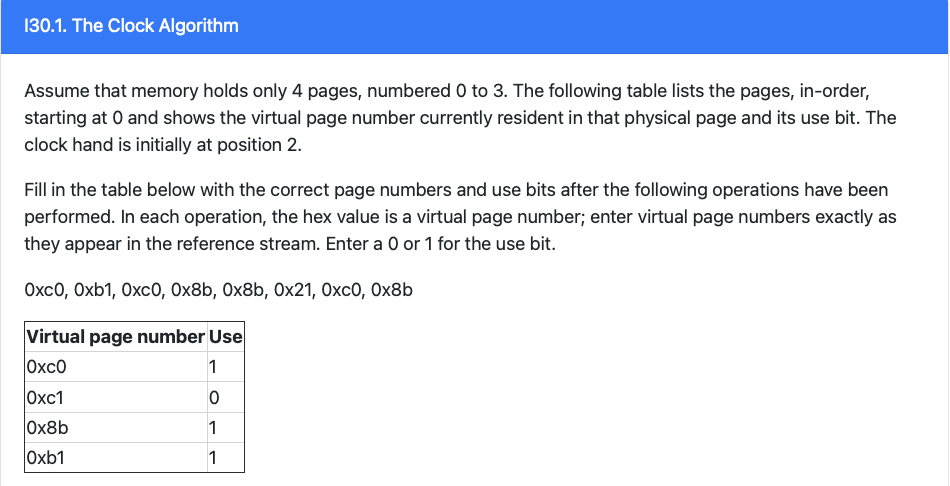 I30.1. The Clock Algorithm
Assume that memory holds only 4 pages, numbered 0 to 3. The following table lists the pages, in-order,
starting at 0 and shows the virtual page number currently resident in that physical page and its use bit. The
clock hand is initially at position 2.
Fill in the table below with the correct page numbers and use bits after the following operations have been
performed. In each operation, the hex value is a virtual page number; enter virtual page numbers exactly as
they appear in the reference stream. Enter a 0 or 1 for the use bit.
0xc0, 0xb1, 0xc0, 0x8b, 0x8b, 0x21, 0xc0, 0x8b
Virtual page number Use
0xc0 1
0xc1 0
0x8b 1
0xb1 1